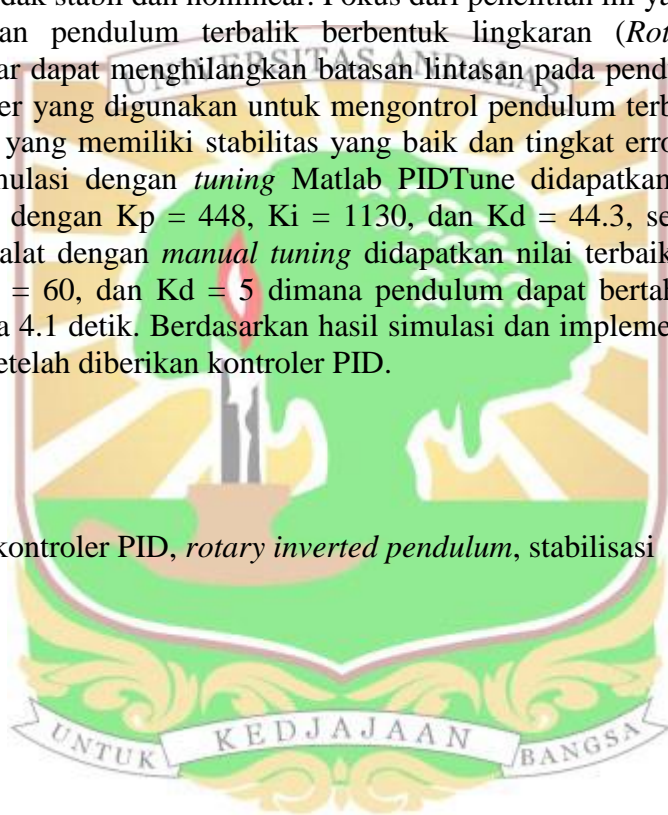 dak stabil dan nonlinear. Fokus dari penelitian ini ya
an pendulum terbalik berbentuk lingkaran (Rot
UNIVERSITAS ANDALAS
ar dapat menghilangkan batasan lintasan pada pend
er yang digunakan untuk mengontrol pendulum terb
yang memiliki stabilitas yang baik dan tingkat erro
mulasi dengan tuning Matlab PIDTune didapatkan
dengan Kp = 448, Ki = 1130, dan Kd = 44.3, se
alat dengan manual tuning didapatkan nilai terbaik
= 60, dan Kd = 5 dimana pendulum dapat bertah
a 4.1 detik. Berdasarkan hasil simulasi dan impleme
etelah diberikan kontroler PID.
kontroler PID, rotary inverted pendulum, stabilisasi
UNTUK KEDJAJAAN BANGSA